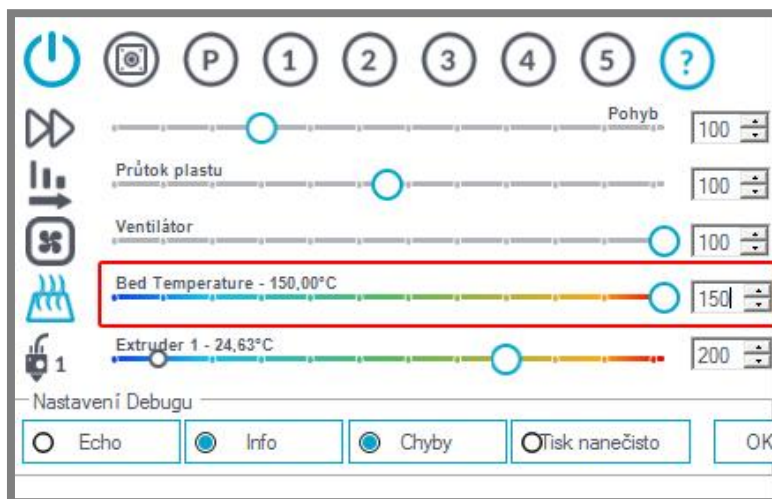 P 1 2 3 4 5 ?
Pohyb 100
Průtok plastu 100
Ventilátor 100
Bed Temperature - 150,00°C 150
1 Extruder 1 - 24,63°C 200
Nastavení Debugu
Echo Info Chyby Tisk nanečisto OK